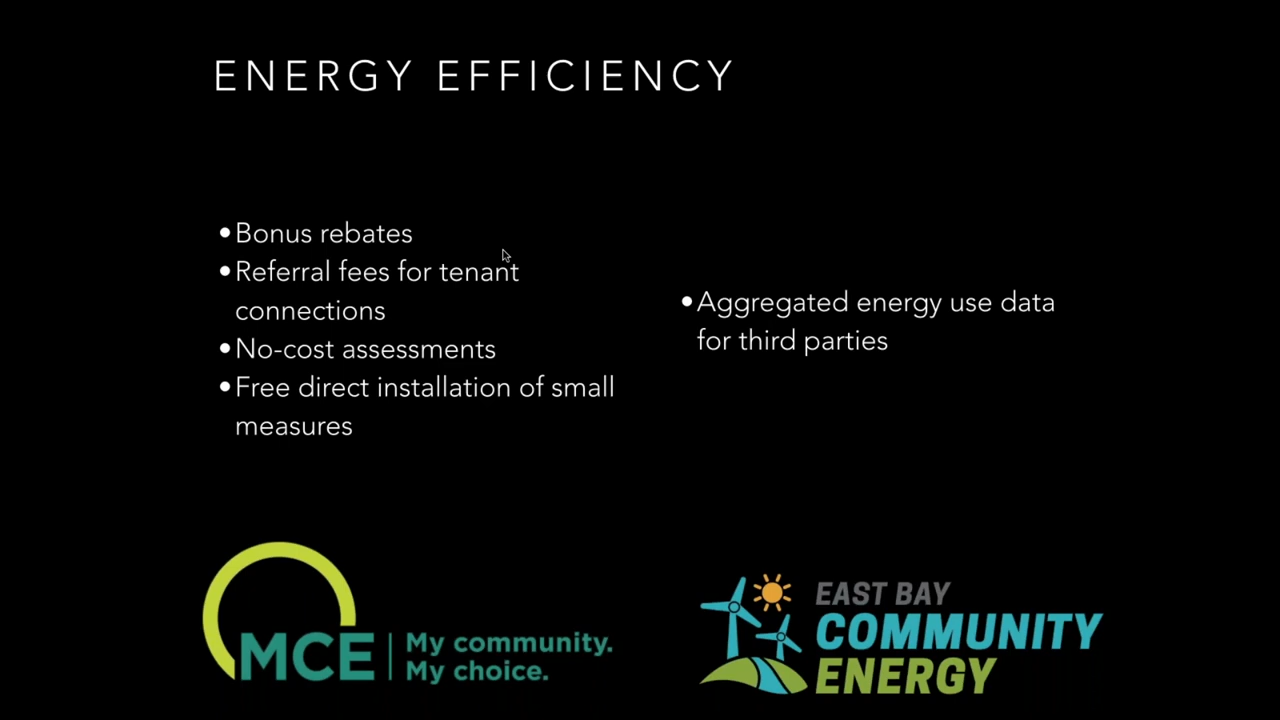 ENERGY EFFICIENCY
•Bonus rebates
•Referral fees for tenant
connections
•No-cost assessments
•Free direct installation of small
measures
•Aggregated energy use data
for third parties
MCE
My community.
My choice.
EAST BAY
COMMUNITY
ENERGY